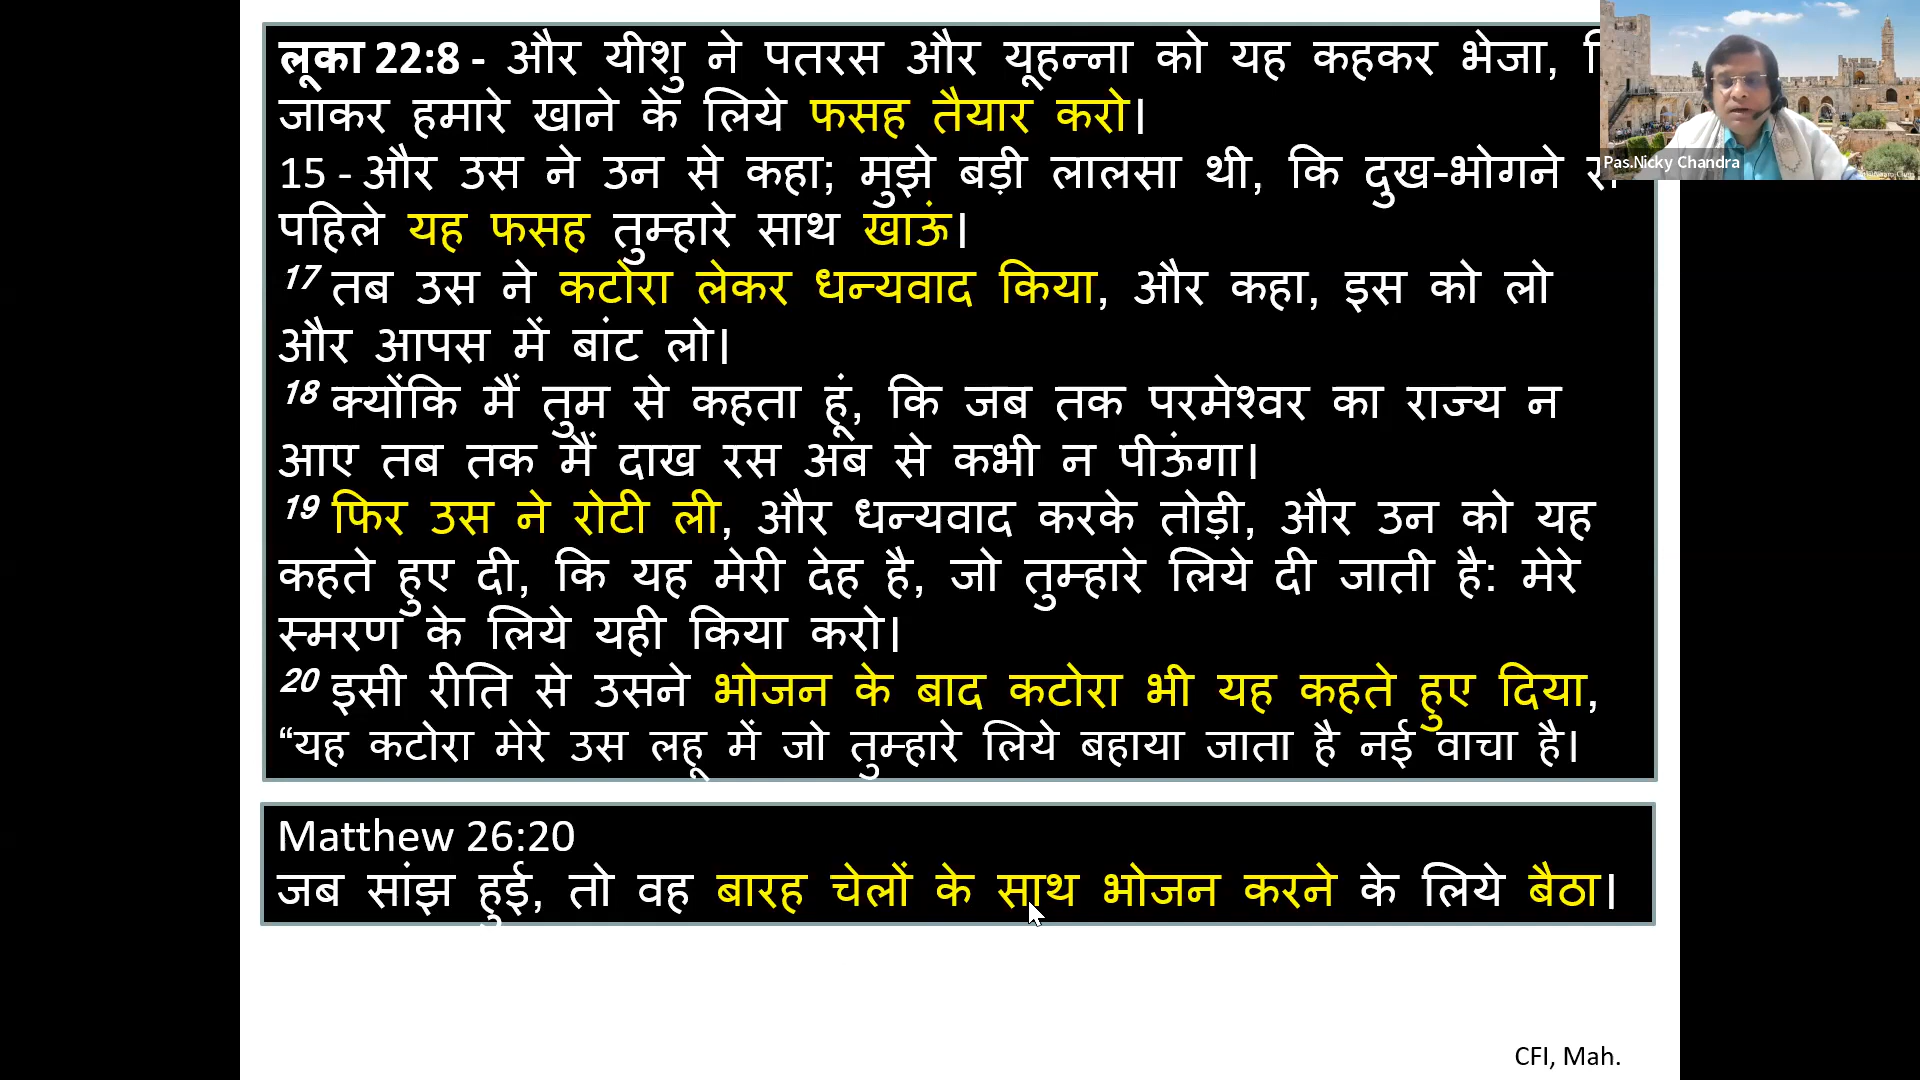 लूका 22:8 - और यीशु ने पतरस और यूहन्ना को यह कहकर भेजा,
जाकर हमारे खाने के लिये फसह तैयार करो।
15 - और उस ने उन से कहा; मुझे बड़ी लालसा थी, कि दुख-भोगने
पहिले यह फसह तुम्हारे साथ खाऊं।
17 तब उस ने कटोरा लेकर धन्यवाद किया, और कहा, इस को लो
और आपस में बांट लो।
18 क्योंकि मैं तुम से कहता हूं, कि जब तक परमेश्वर का राज्य न
आए तब तक मैं दाख रस अब से कभी न पीऊंगा।
19 फिर उस ने रोटी ली, और धन्यवाद करके तोड़ी, और उन को यह
कहते हुए दी, कि यह मेरी देह है, जो तुम्हारे लिये दी जाती है: मेरे
स्मरण के लिये यही किया करो।
20 इसी रीति से उसने भोजन के बाद कटोरा भी यह कहते हुए दिया,
“यह कटोरा मेरे उस लहू में जो तुम्हारे लिये बहाया जाता है नई वाचा है।
Matthew 26:20
जब सांझ हुई, तो वह बारह चेलों के साथ भोजन करने के लिये बैठा।
CFI, Mah.
Pas.Nicky Chandra